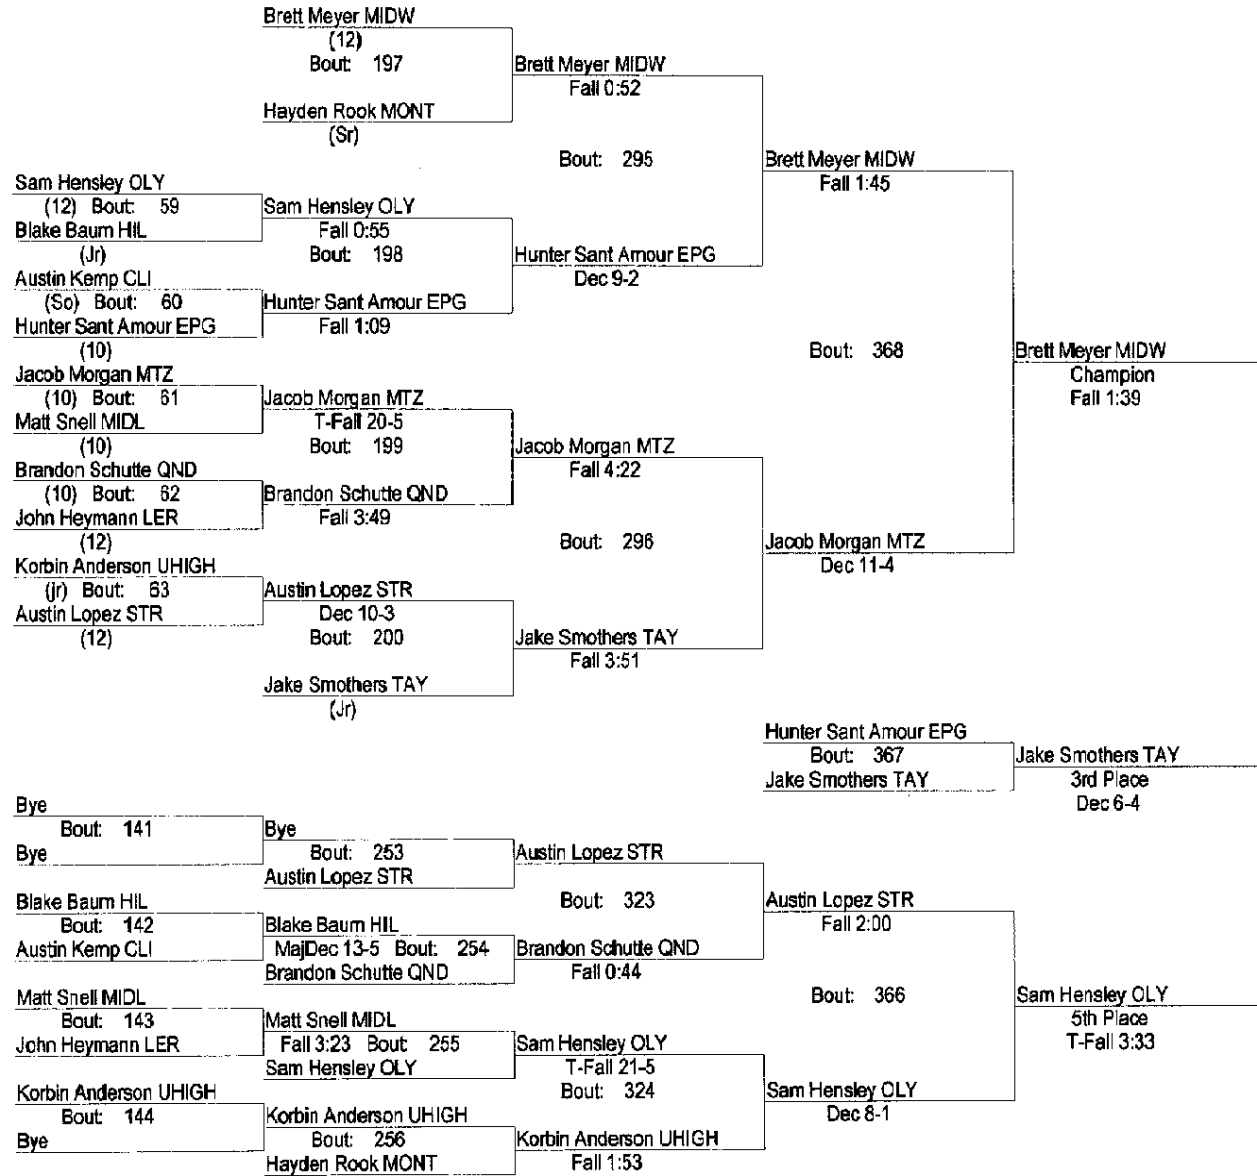 Brett Meyer MIDW
(12)
Bout: 197
Brett Meyer MIDW
Fall 0:52
Hayden Rook MONT
(Sr)
Bout: 295
Brett Meyer MIDW
Fall 1:45
Sam Hensley OLY
(12) Bout: 59
Sam Hensley OLY
Blake Baum HIL
Fall 0:55
(Jr)
Bout: 198
Hunter Sant Amour EPG
Dec 9-2
Austin Kemp CLI
(So) Bout: 60
Hunter Sant Amour EPG
Hunter Sant Amour EPG
Fall 1:09
(10)
Bout: 368
Brett Meyer MIDW
Champion
Fall 1:39
Jacob Morgan MTZ
(10) Bout: 61
Jacob Morgan MTZ
Matt Snell MIDL
T-Fall 20-5
(10)
Bout: 199
Jacob Morgan MTZ
Fall 4:22
Brandon Schutte QND
(10) Bout: 62
Brandon Schutte QND
John Heymann LER
Fall 3:49
(12)
Bout: 296
Jacob Morgan MTZ
Dec 11-4
Korbin Anderson UHIGH
(jr) Bout: 63
Austin Lopez STR
Austin Lopez STR
Dec 10-3
(12)
Bout: 200
Jake Smothers TAY
Fall 3:51
Jake Smothers TAY
(Jr)
Hunter Sant Amour EPG
Bout: 367
Jake Smothers TAY
Jake Smothers TAY
3rd Place
Dec 6-4
Bye
Bout: 141
Bye
Bye
Bout: 253
Austin Lopez STR
Austin Lopez STR
Bout: 323
Austin Lopez STR
Fall 2:00
Blake Baum HIL
Bout: 142
Blake Baum HIL
Austin Kemp CLI
MajDec 13-5 Bout: 254
Brandon Schutte QND
Brandon Schutte QND
Fall 0:44
Bout: 366
Sam Hensley OLY
5th Place
T-Fall 3:33
Matt Snell MIDL
Bout: 143
Matt Snell MIDL
John Heymann LER
Fall 3:23 Bout: 255
Sam Hensley OLY
Sam Hensley OLY
T-Fall 21-5
Bout: 324
Sam Hensley OLY
Dec 8-1
Korbin Anderson UHIGH
Bout: 144
Korbin Anderson UHIGH
Bye
Bout: 256
Korbin Anderson UHIGH
Hayden Rook MONT
Fall 1:53